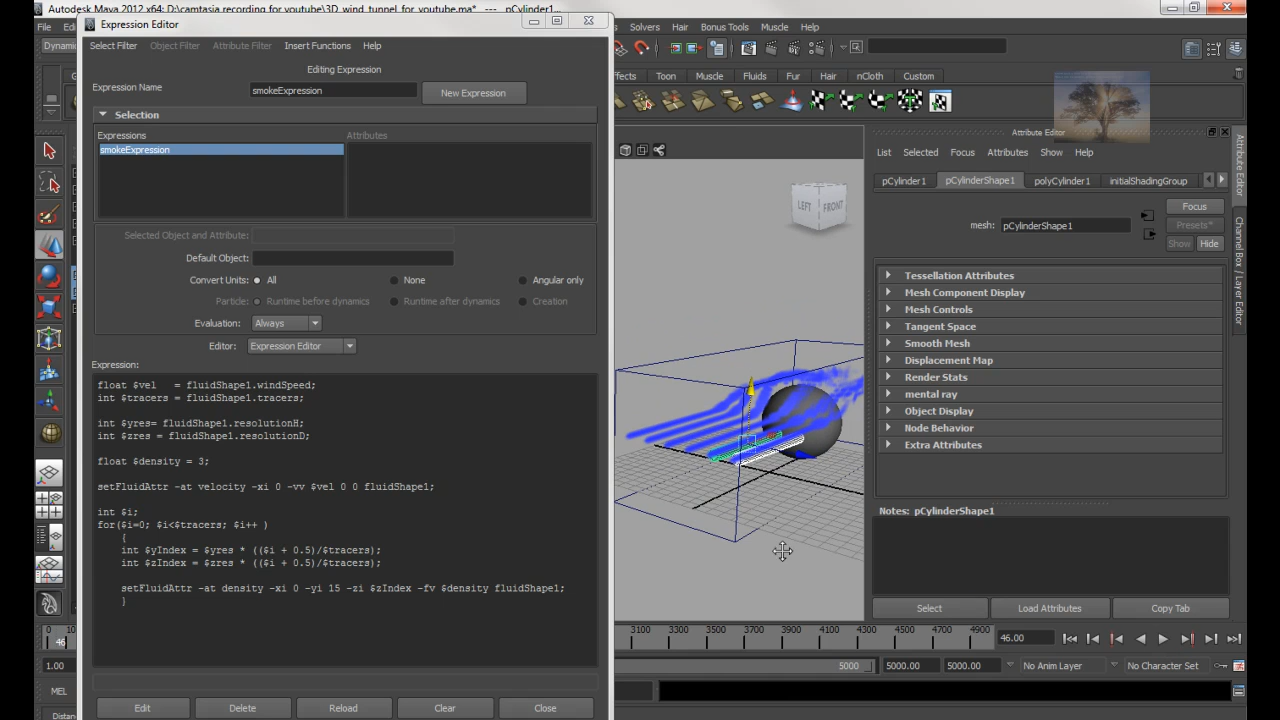 Autodesk Maya 2012 x64: D:\camtasia recording for youtube\3D_wind_tunnel_for_youtube.ma* --- pCylinder1...
Expression Editor
Select Filter Object Filter Attribute Filter Insert Functions Help
Editing Expression
Expression Name smokeExpression New Expression
Selection
Expressions Attributes
smokeExpression
Selected Object and Attribute:
Default Object:
Convert Units: All None Angular only
Particle: Runtime before dynamics Runtime after dynamics Creation
Evaluation: Always
Editor: Expression Editor
Expression:
float $vel = fluidShape1.windSpeed;
int $tracers = fluidShape1.tracers;
int $yres= fluidShape1.resolutionH;
int $zres = fluidShape1.resolutionD;
float $density = 3;
setFluidAttr -at velocity -xi 0 -vv $vel 0 0 fluidShape1;
int $i;
for($i=0; $i<$tracers; $i++ )
{
int $yIndex = $yres * (($i + 0.5)/$tracers);
int $zIndex = $zres * (($i + 0.5)/$tracers);
setFluidAttr -at density -xi 0 -yi 15 -zi $zIndex -fv $density fluidShape1;
}
Edit Delete Reload Clear Close
File
Solvers Hair Bonus Tools Muscle Help
Toon Muscle Fluids Fur Hair nCloth Custom
LEFT FRONT
Attribute Editor
List Selected Focus Attributes Show Help
pCylinder1 pCylinderShape1 polyCylinder1 initialShadingGroup
Focus
mesh: pCylinderShape1 Presets*
Show Hide
Tessellation Attributes
Mesh Component Display
Mesh Controls
Tangent Space
Smooth Mesh
Displacement Map
Render Stats
mental ray
Object Display
Node Behavior
Extra Attributes
Notes: pCylinderShape1
Select Load Attributes Copy Tab
Attribute Editor
Channel Box / Layer Editor
0 46 3100 3300 3500 3700 3900 4100 4300 4500 4700 4900 46.00
1.00 5000 5000.00 5000.00 No Anim Layer No Character Set
MEL